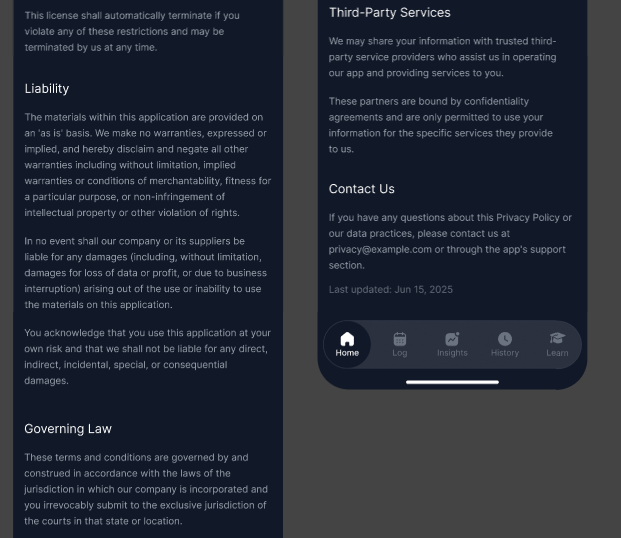 This license shall automatically terminate if you
violate any of these restrictions and may be
terminated by us at any time.
Liability
The materials within this application are provided on
an 'as is' basis. We make no warranties, expressed or
implied, and hereby disclaim and negate all other
warranties including without limitation, implied
warranties or conditions of merchantability, fitness for
a particular purpose, or non-infringement of
intellectual property or other violation of rights.
In no event shall our company or its suppliers be
liable for any damages (including, without limitation,
damages for loss of data or profit, or due to business
interruption) arising out of the use or inability to use
the materials on this application.
You acknowledge that you use this application at your
own risk and that we shall not be liable for any direct,
indirect, incidental, special, or consequential
damages.
Governing Law
These terms and conditions are governed by and
construed in accordance with the laws of the
jurisdiction in which our company is incorporated and
you irrevocably submit to the exclusive jurisdiction of
the courts in that state or location.
Third-Party Services
We may share your information with trusted third-
party service providers who assist us in operating
our app and providing services to you.
These partners are bound by confidentiality
agreements and are only permitted to use your
information for the specific services they provide
to us.
Contact Us
If you have any questions about this Privacy Policy or
our data practices, please contact us at
privacy@example.com or through the app's support
section.
Last updated: Jun 15, 2025
Home Log Insights History Learn